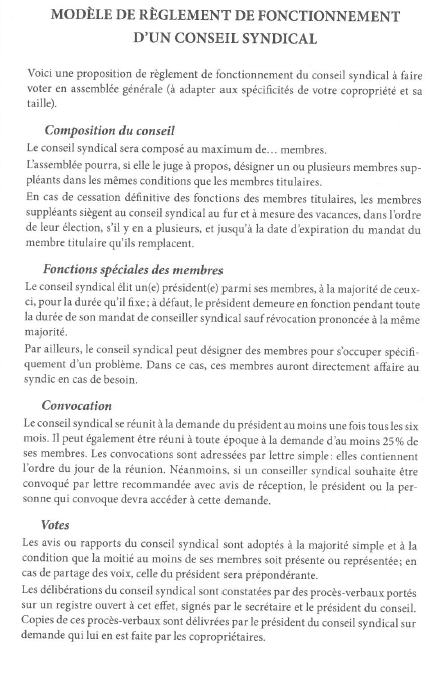 MODÈLE DE RÈGLEMENT DE FONCTIONNEMENT
D'UN CONSEIL SYNDICAL
Voici une proposition de règlement de fonctionnement du conseil syndical à faire
voter en assemblée générale (à adapter aux spécificités de votre copropriété et sa
taille).
Composition du conseil
Le conseil syndical sera composé au maximum de… membres.
L'assemblée pourra, si elle le juge à propos, désigner un ou plusieurs membres sup-
pléants dans les mêmes conditions que les membres titulaires.
En cas de cessation définitive des fonctions des membres titulaires, les membres
suppléants siègent au conseil syndical au fur et à mesure des vacances, dans l'ordre
de leur élection, s'il y en a plusieurs, et jusqu'à la date d'expiration du mandat du
membre titulaire qu'ils remplacent.
Fonctions spéciales des membres
Le conseil syndical élit un(e) président(e) parmi ses membres, à la majorité de ceux-
ci, pour la durée qu'il fixe ; à défaut, le président demeure en fonction pendant toute
la durée de son mandat de conseiller syndical sauf révocation prononcée à la même
majorité.
Par ailleurs, le conseil syndical peut désigner des membres pour s'occuper spécifi-
quement d'un problème. Dans ce cas, ces membres auront directement affaire au
syndic en cas de besoin.
Convocation
Le conseil syndical se réunit à la demande du président au moins une fois tous les six
mois. Il peut également être réuni à toute époque à la demande d'au moins 25 % de
ses membres. Les convocations sont adressées par lettre simple : elles contiennent
l'ordre du jour de la réunion. Néanmoins, si un conseiller syndical souhaite être
convoqué par lettre recommandée avec avis de réception, le président ou la per-
sonne qui convoque devra accéder à cette demande.
Votes
Les avis ou rapports du conseil syndical sont adoptés à la majorité simple et à la
condition que la moitié au moins de ses membres soit présente ou représentée ; en
cas de partage des voix, celle du président sera prépondérante.
Les délibérations du conseil syndical sont constatées par des procès-verbaux portés
sur un registre ouvert à cet effet, signés par le secrétaire et le président du conseil.
Copies de ces procès-verbaux sont délivrées par le président du conseil syndical sur
demande qui lui en est faite par les copropriétaires.